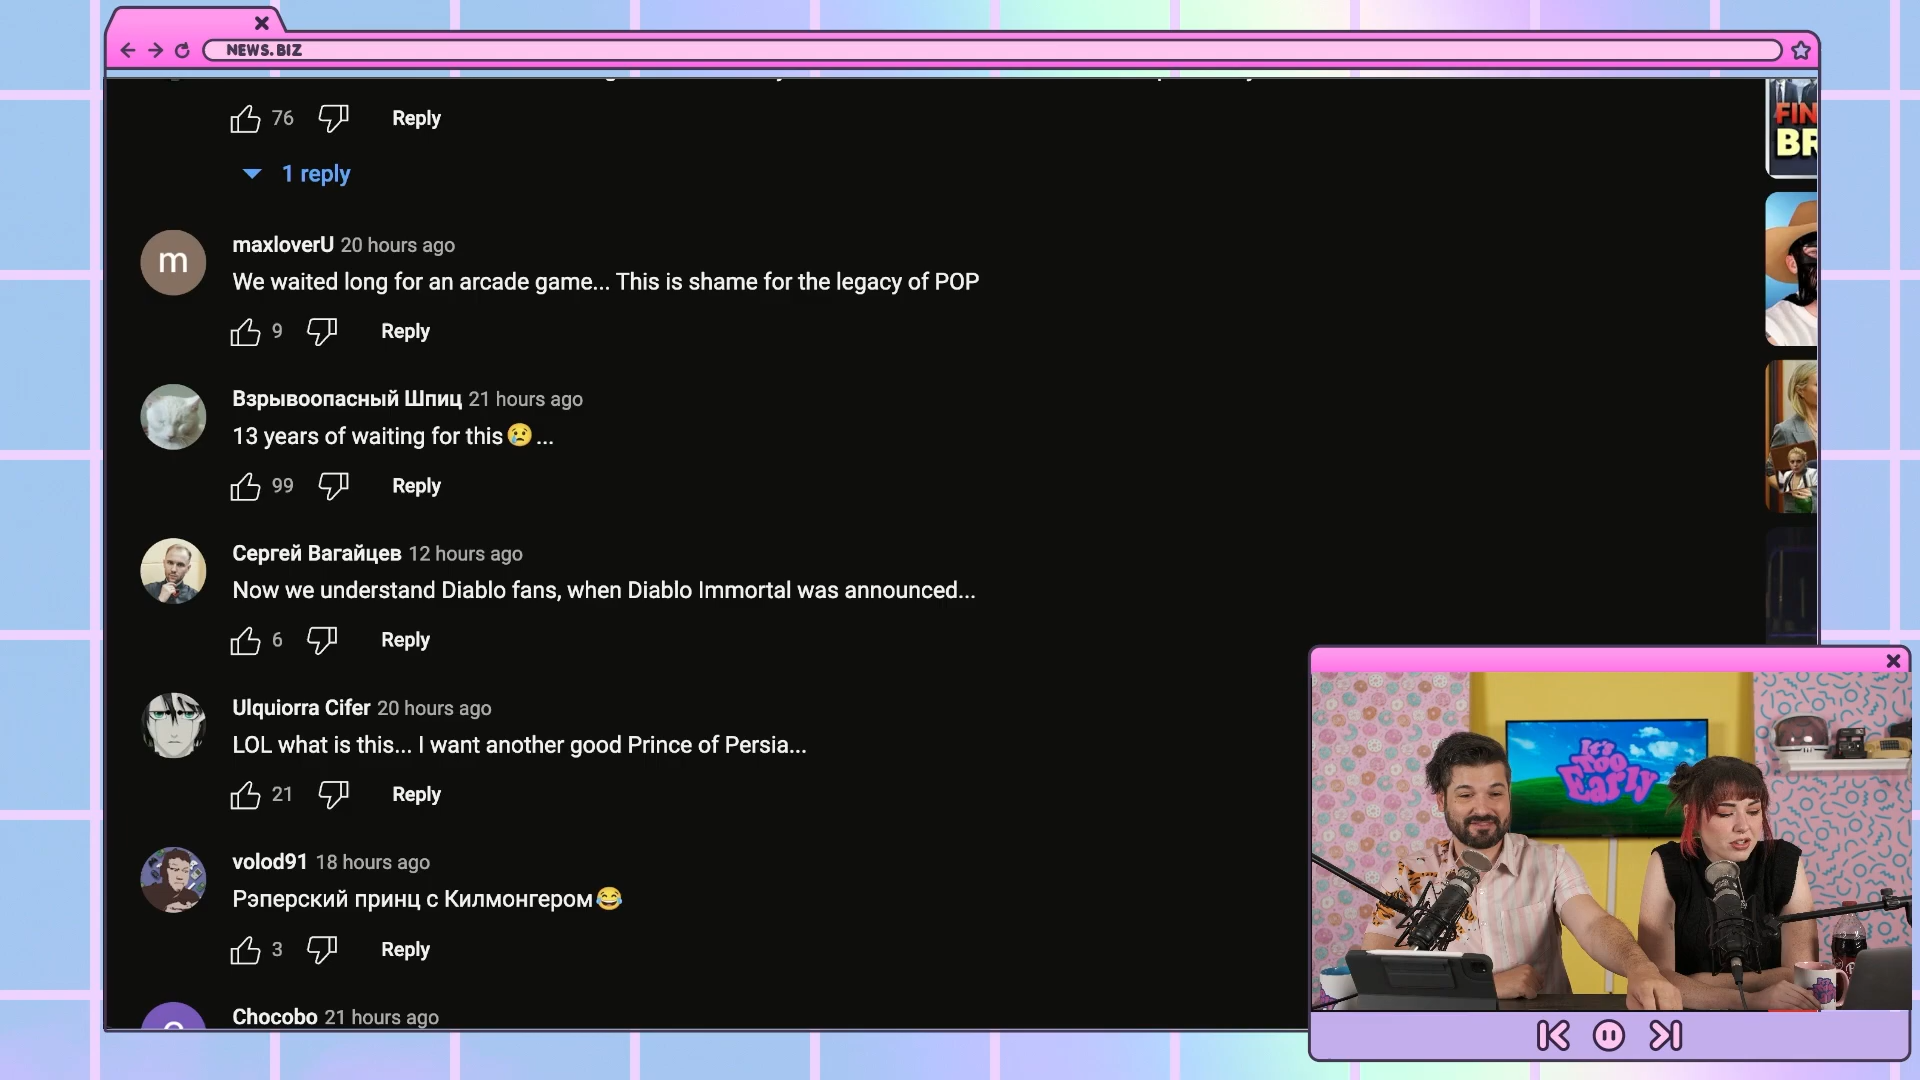 NEWS.BIZ
76
Reply
1 reply
FIN
BR
m
maxloverU 20 hours ago
We waited long for an arcade game... This is shame for the legacy of POP
9
Reply
Взрывоопасный Шпиц 21 hours ago
13 years of waiting for this😢...
99
Reply
Сергей Вагайцев 12 hours ago
Now we understand Diablo fans, when Diablo Immortal was announced...
6
Reply
Ulquiorra Cifer 20 hours ago
LOL what is this... I want another good Prince of Persia...
21
Reply
volod91 18 hours ago
Рэперский принц с Килмонгером😂
3
Reply
Chocobo 21 hours ago
It's
Too
Early